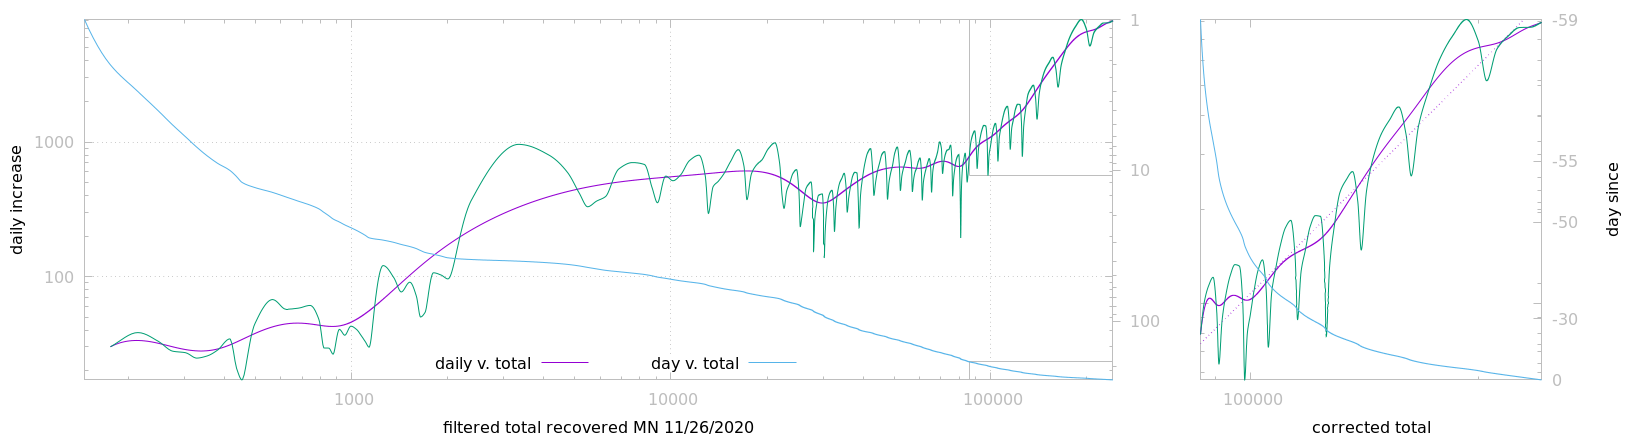 1 -59
1000
daily increase
10 -55
-50
day since
100
100 -30
daily v. total day v. total
0
1000 10000 100000 100000
filtered total recovered MN 11/26/2020 corrected total